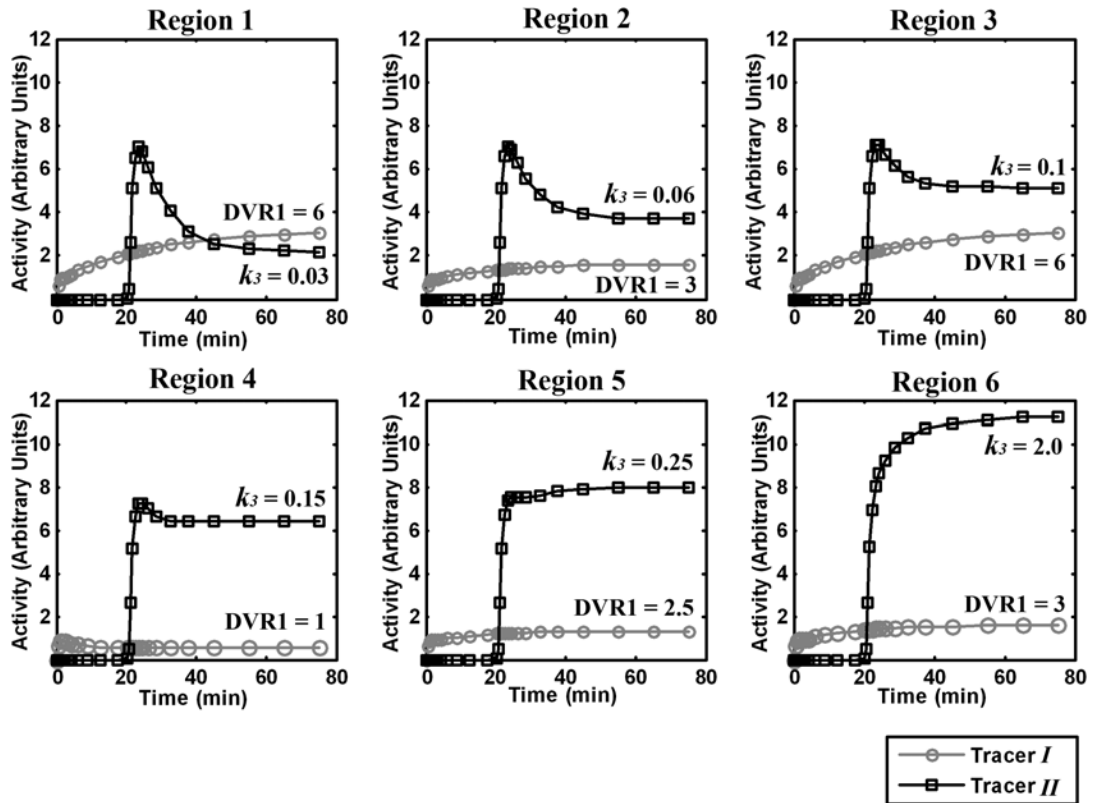 Region 1
Activity (Arbitrary Units)
12
10
8
6
4
2
DVR1 = 6
k3 = 0.03
0 20 40 60 80
Time (min)
Region 2
Activity (Arbitrary Units)
12
10
8
6
4
2
k3 = 0.06
DVR1 = 3
0 20 40 60 80
Time (min)
Region 3
Activity (Arbitrary Units)
12
10
8
6
4
2
k3 = 0.1
DVR1 = 6
0 20 40 60 80
Time (min)
Region 4
Activity (Arbitrary Units)
12
10
8
6
4
2
k3 = 0.15
DVR1 = 1
0 20 40 60 80
Time (min)
Region 5
Activity (Arbitrary Units)
12
10
8
6
4
2
k3 = 0.25
DVR1 = 2.5
0 20 40 60 80
Time (min)
Region 6
Activity (Arbitrary Units)
12
10
8
6
4
2
k3 = 2.0
DVR1 = 3
0 20 40 60 80
Time (min)
Tracer I
Tracer II